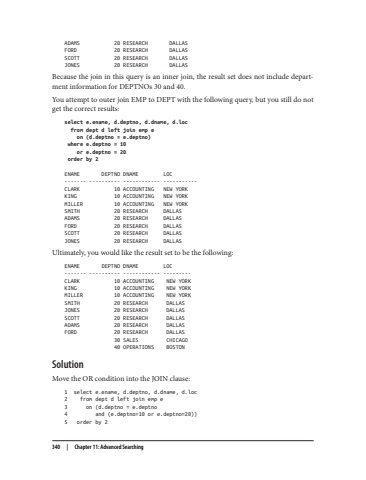 ADAMS 20 RESEARCH DALLAS
FORD 20 RESEARCH DALLAS
SCOTT 20 RESEARCH DALLAS
JONES 20 RESEARCH DALLAS
Because the join in this query is an inner join, the result set does not include depart-
ment information for DEPTNOs 30 and 40.
You attempt to outer join EMP to DEPT with the following query, but you still do not
get the correct results:
select e.ename, d.deptno, d.dname, d.loc
from dept d left join emp e
on (d.deptno = e.deptno)
where e.deptno = 10
or e.deptno = 20
order by 2
ENAME DEPTNO DNAME LOC
------- ---------- ------------ -----------
CLARK 10 ACCOUNTING NEW YORK
KING 10 ACCOUNTING NEW YORK
MILLER 10 ACCOUNTING NEW YORK
SMITH 20 RESEARCH DALLAS
ADAMS 20 RESEARCH DALLAS
FORD 20 RESEARCH DALLAS
SCOTT 20 RESEARCH DALLAS
JONES 20 RESEARCH DALLAS
Ultimately, you would like the result set to be the following:
ENAME DEPTNO DNAME LOC
------- ---------- ------------ ---------
CLARK 10 ACCOUNTING NEW YORK
KING 10 ACCOUNTING NEW YORK
MILLER 10 ACCOUNTING NEW YORK
SMITH 20 RESEARCH DALLAS
JONES 20 RESEARCH DALLAS
SCOTT 20 RESEARCH DALLAS
ADAMS 20 RESEARCH DALLAS
FORD 20 RESEARCH DALLAS
30 SALES CHICAGO
40 OPERATIONS BOSTON
Solution
Move the OR condition into the JOIN clause:
1 select e.ename, d.deptno, d.dname, d.loc
2 from dept d left join emp e
3 on (d.deptno = e.deptno
4 and (e.deptno=10 or e.deptno=20))
5 order by 2
340 | Chapter 11: Advanced Searching